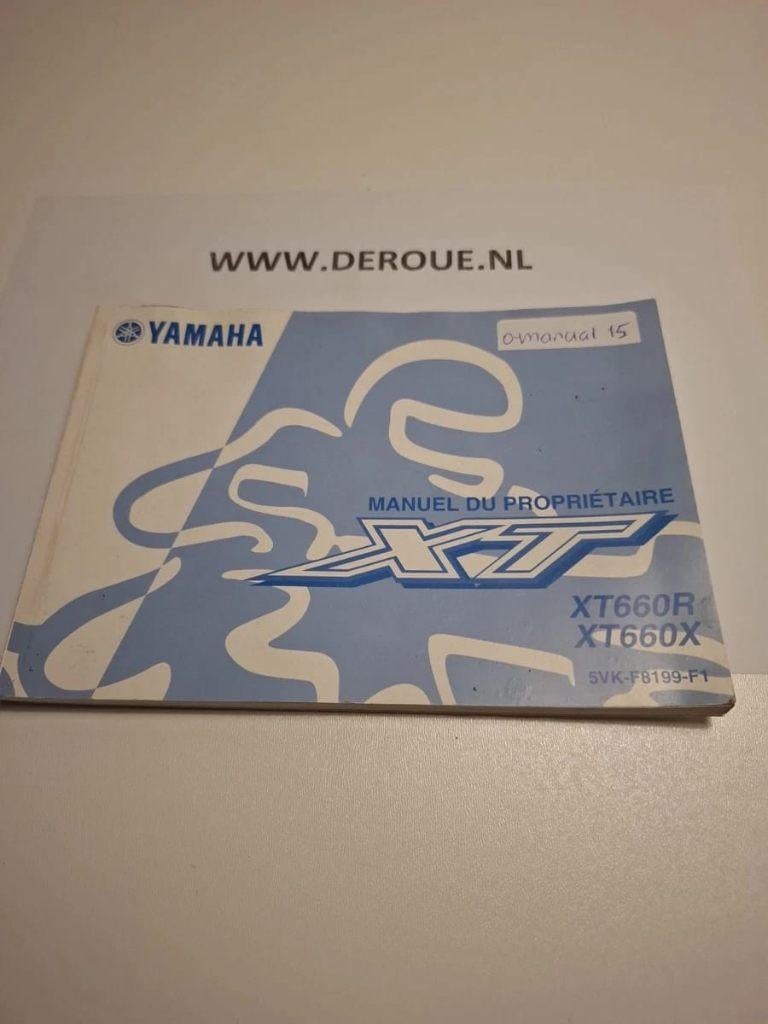 WWW.DEROUE.NL
YAMAHA
o-manual 15
MANUEL DU PROPRIÉTAIRE
XT
XT660R
XT660X
5VK-F8199-F1